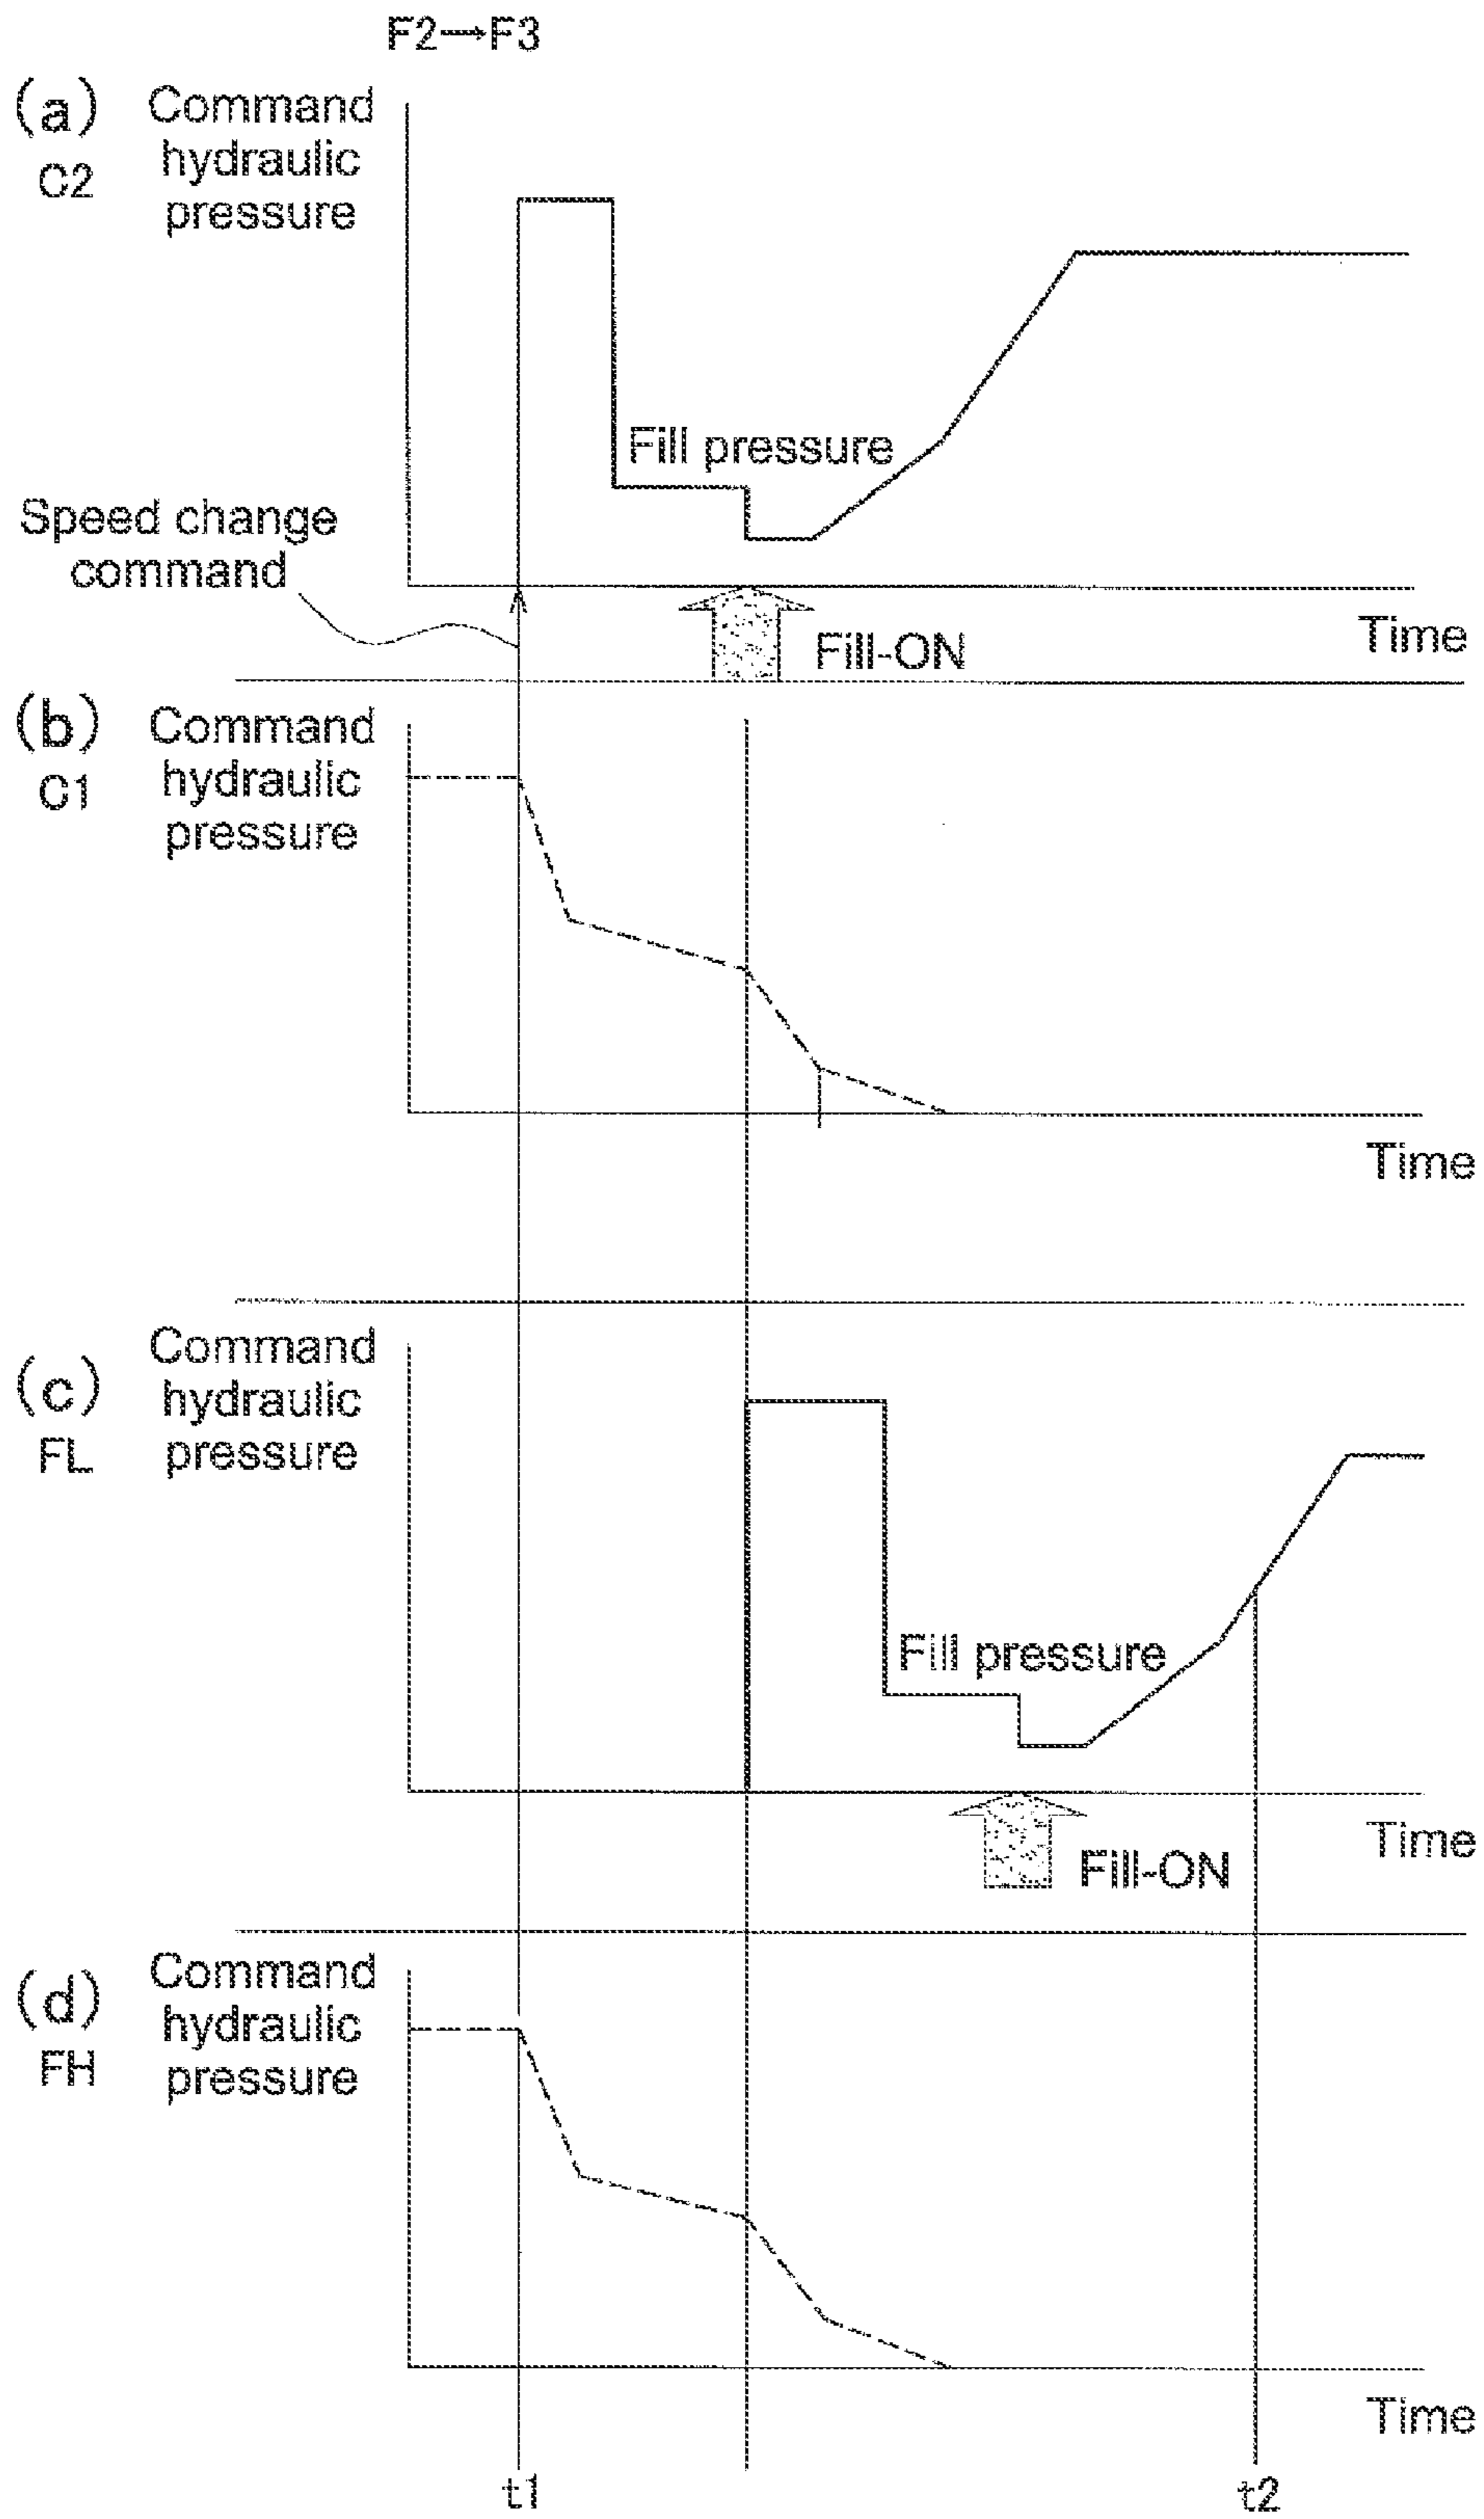 F2→F3
(a)
C2
Command
hydraulic
pressure
Fill pressure
Speed change
command
Time
Fill-ON
(b)
C1
Command
hydraulic
pressure
Time
(c)
FL
Command
hydraulic
pressure
Fill pressure
Time
Fill-ON
(d)
FH
Command
hydraulic
pressure
Time
t1
t2